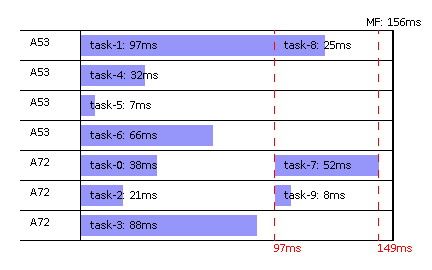 MF: 156ms
A53 task-1: 97ms task-8: 25ms
A53 task-4: 32ms
A53 task-5: 7ms
A53 task-6: 66ms
A72 task-0: 38ms task-7: 52ms
A72 task-2: 21ms task-9: 8ms
A72 task-3: 88ms
97ms 149ms